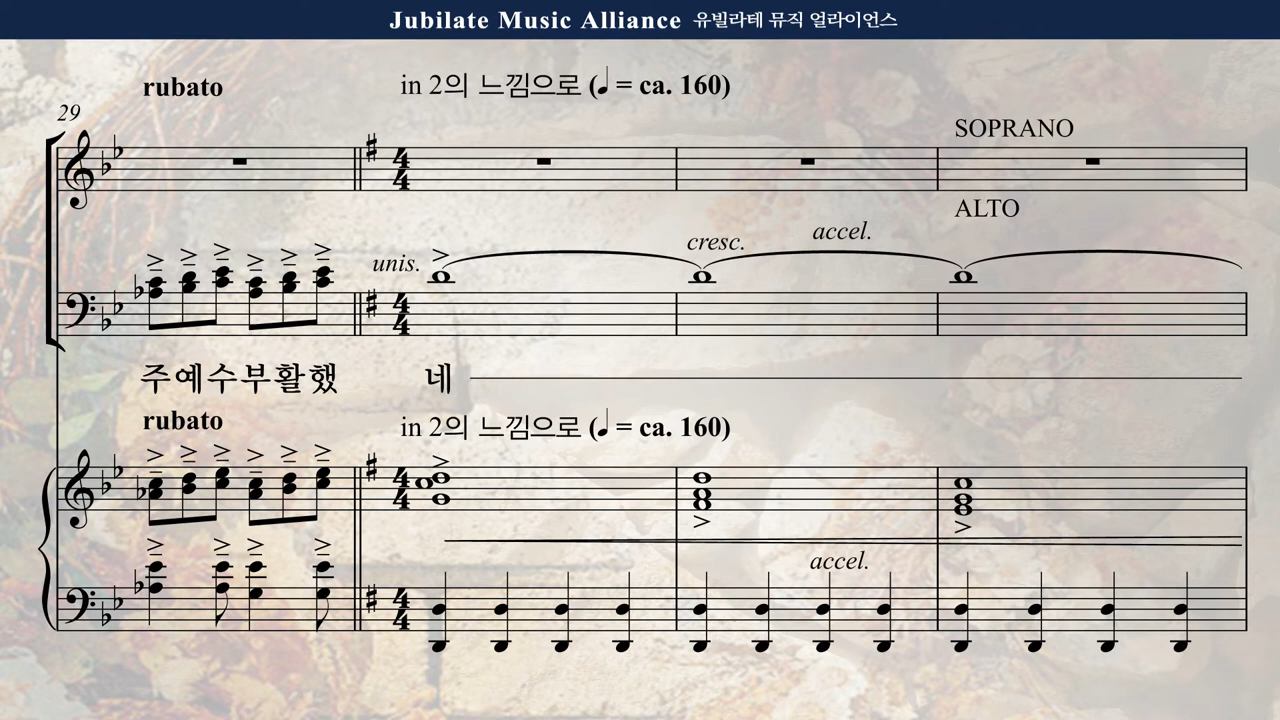 Jubilate Music Alliance 유빌라테 뮤직 얼라이언스
rubato in 2의 느낌으로 (♩ = ca. 160)
29
SOPRANO
ALTO
unis. cresc. accel.
주예수부활했 네
rubato in 2의 느낌으로 (♩ = ca. 160)
accel.